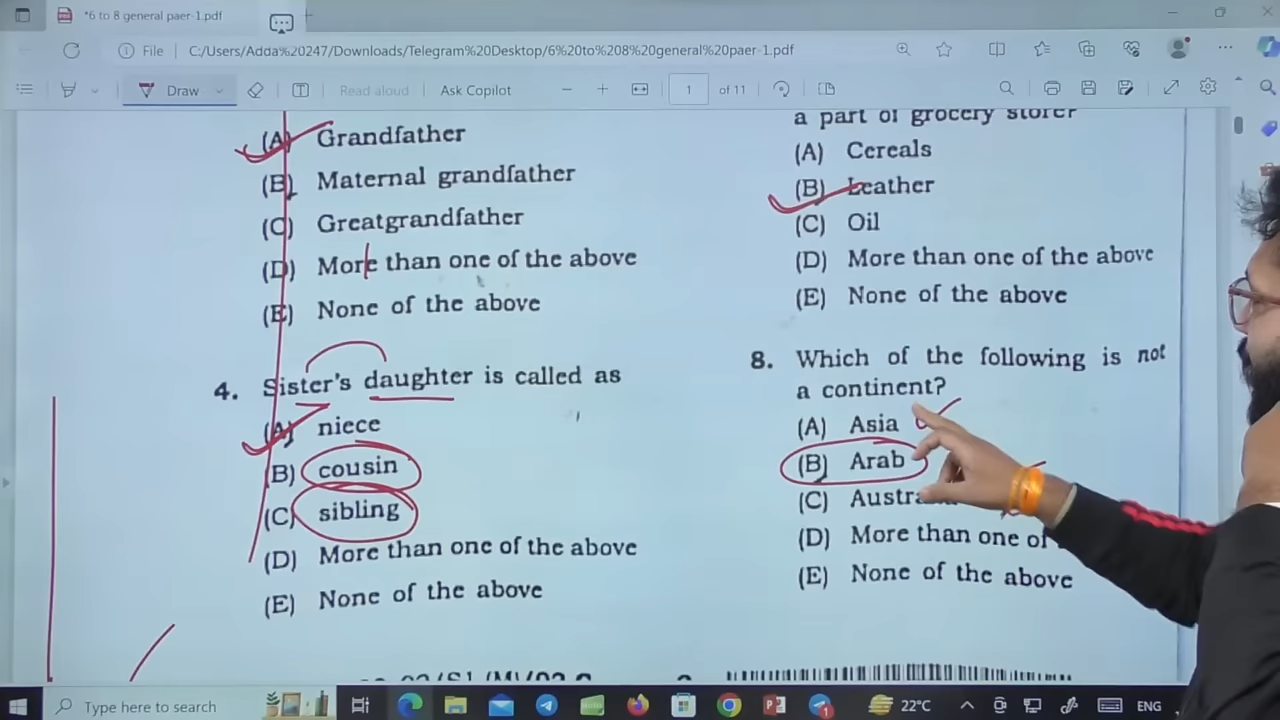 *6 to 8 general paer-1.pdf
File
C:/Users/Adda%20247/Downloads/Telegram%20Desktop/6%20to%208%20general%20paer-1.pdf
Draw
Read aloud
Ask Copilot
1
of 11
(A) Grandfather
(B) Maternal grandfather
(C) Greatgrandfather
(D) More than one of the above
(E) None of the above
4. Sister's daughter is called as
(A) niece
(B) cousin
(C) sibling
(D) More than one of the above
(E) None of the above
a part of grocery storer
(A) Cereals
(B) Leather
(C) Oil
(D) More than one of the above
(E) None of the above
8. Which of the following is not
a continent?
(A) Asia
(B) Arab
(C) Austra
(D) More than one of
(E) None of the above
Type here to search
22°C
ENG